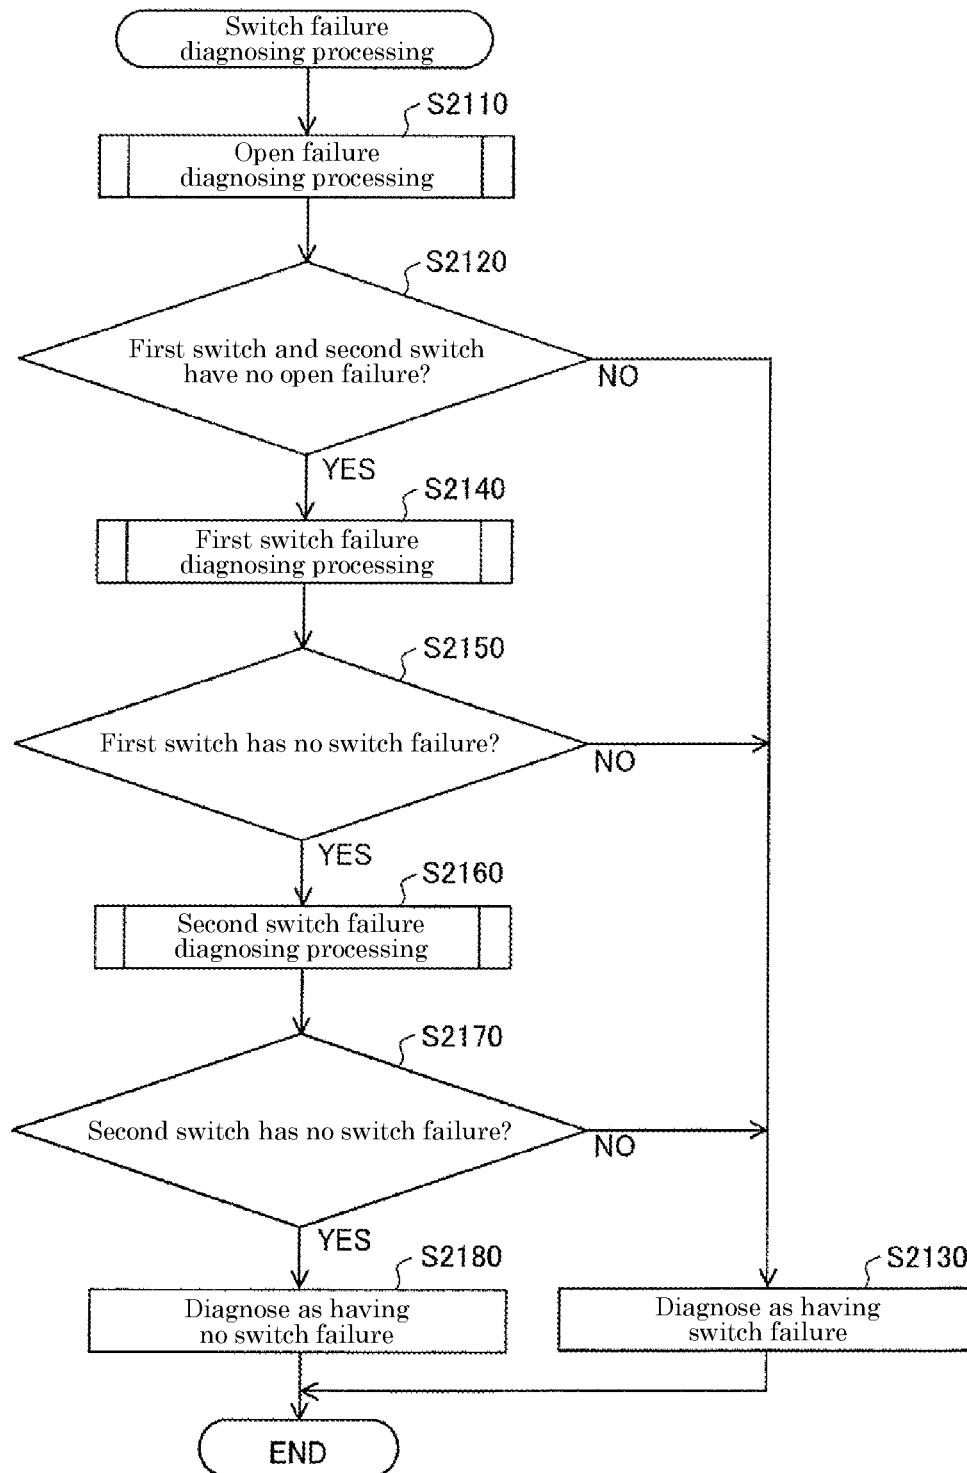 Switch failure
diagnosing processing
S2110
Open failure
diagnosing processing
S2120
First switch and second switch
have no open failure?
NO
YES
S2140
First switch failure
diagnosing processing
S2150
First switch has no switch failure?
NO
YES
S2160
Second switch failure
diagnosing processing
S2170
Second switch has no switch failure?
NO
YES
S2180
Diagnose as having
no switch failure
S2130
Diagnose as having
switch failure
END